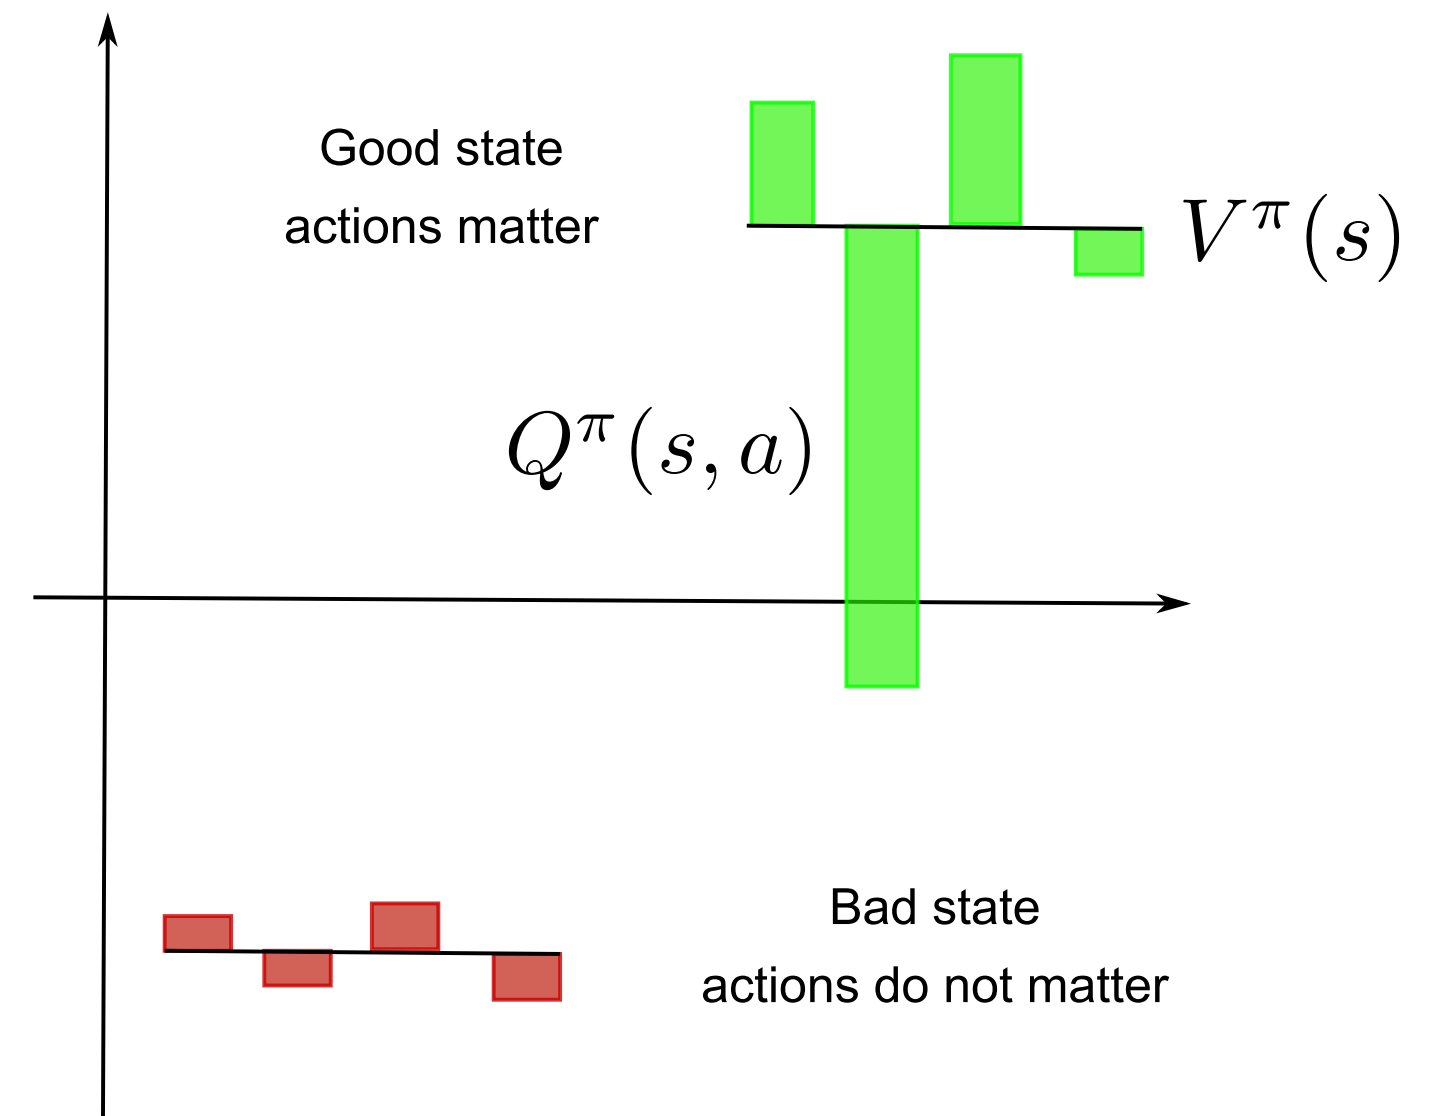 Good state
actions matter
V^π(s)
Q^π(s, a)
Bad state
actions do not matter